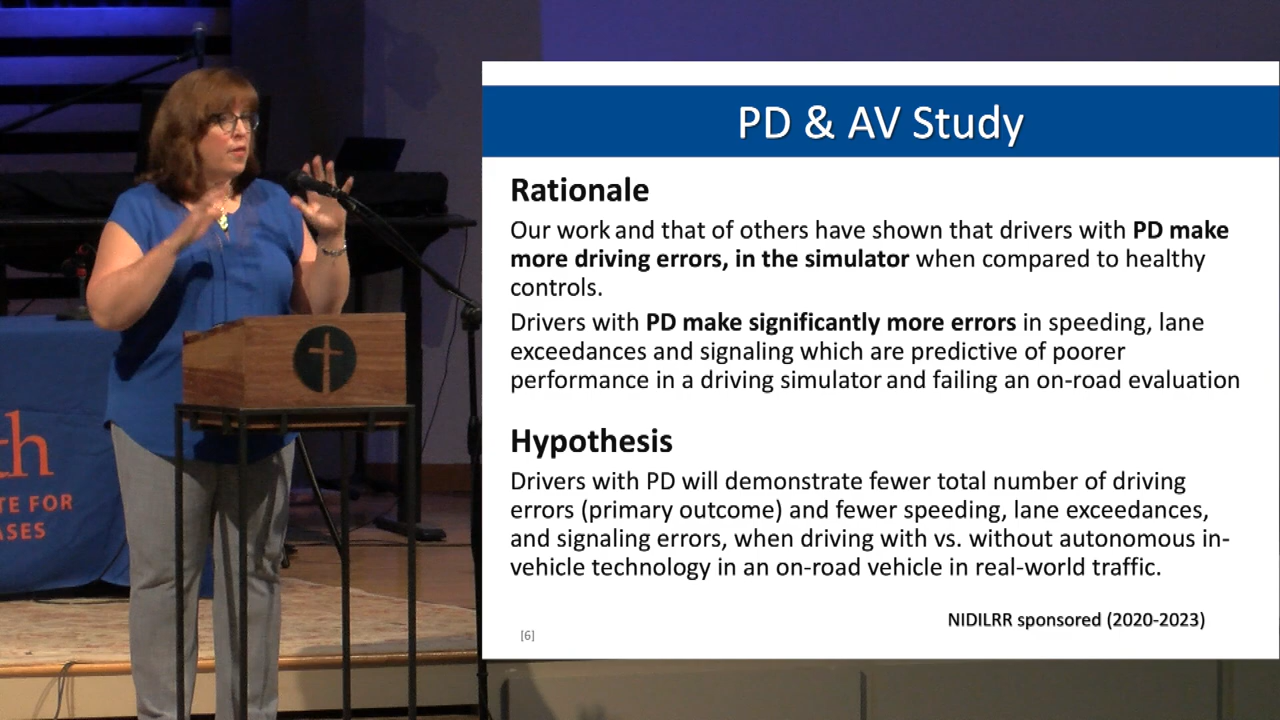 PD & AV Study
Rationale
Our work and that of others have shown that drivers with PD make
more driving errors, in the simulator when compared to healthy
controls.
Drivers with PD make significantly more errors in speeding, lane
exceedances and signaling which are predictive of poorer
performance in a driving simulator and failing an on-road evaluation
Hypothesis
Drivers with PD will demonstrate fewer total number of driving
errors (primary outcome) and fewer speeding, lane exceedances,
and signaling errors, when driving with vs. without autonomous in-
vehicle technology in an on-road vehicle in real-world traffic.
NIDILRR sponsored (2020-2023)
[6]
th
TE FOR
ASES